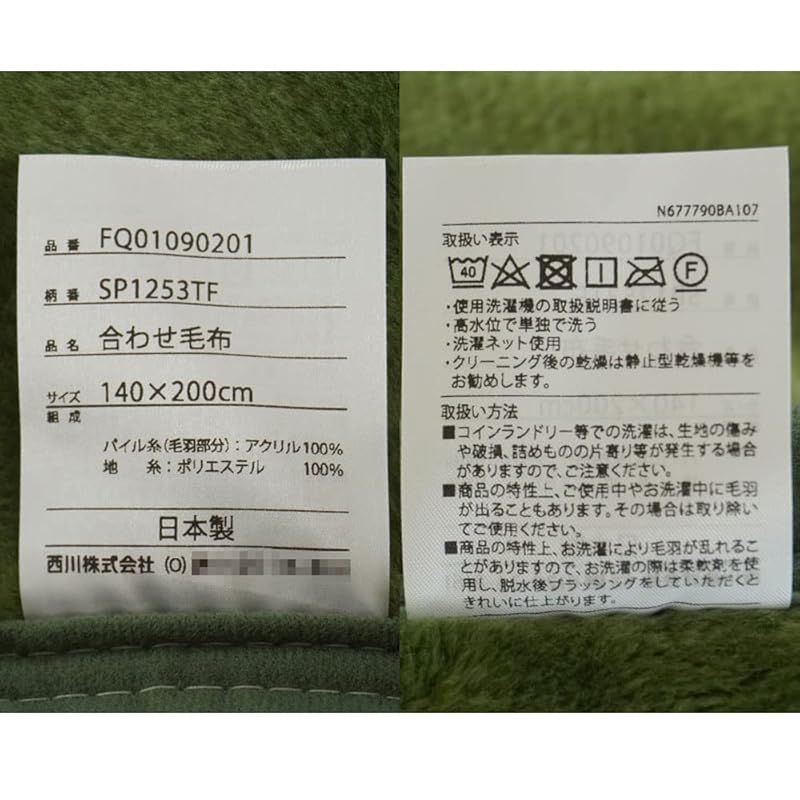 品番 FQ01090201
柄番 SP1253TF
品名 合わせ毛布
サイズ 140×200cm
組成
パイル糸(毛羽部分):アクリル100%
地 糸:ポリエステル 100%
日本製
西川株式会社 (O)
N677790BA107
取扱い表示
40 F
・使用洗濯機の取扱説明書に従う
・高水位で単独で洗う
・洗濯ネット使用
・クリーニング後の乾燥は静止型乾燥機等を
お勧めします。
取扱い方法
■コインランドリー等での洗濯は、生地の傷み
や破損、詰めものの片寄り等が発生する場合
がありますので、ご注意ください。
■商品の特性上、ご使用中やお洗濯中に毛羽
が出ることもあります。その場合は取り除い
てご使用ください。
■商品の特性上、お洗濯により毛羽が乱れるこ
とがありますので、お洗濯の際は柔軟剤を使
用し、脱水後ブラッシングをしていただくと
きれいに仕上がります。